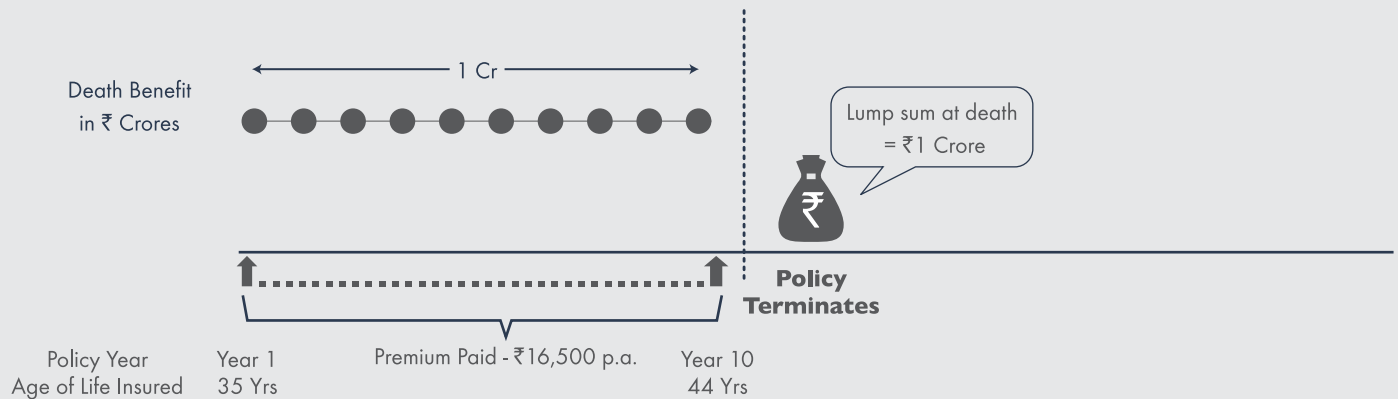 Death Benefit
in ₹ Crores
1 Cr
Lump sum at death
= ₹1 Crore
₹
Policy
Terminates
Policy Year
Year 1
Premium Paid - ₹16,500 p.a.
Year 10
Age of Life Insured
35 Yrs
44 Yrs